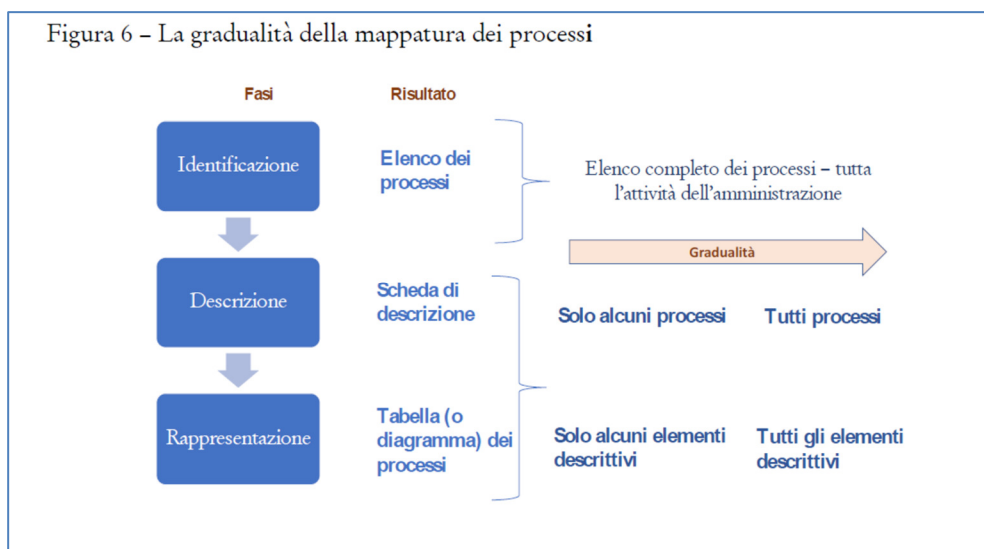 Figura 6 – La gradualità della mappatura dei processi
Fasi
Risultato
Identificazione
Elenco dei
processi
Elenco completo dei processi – tutta
l'attività dell'amministrazione
Gradualità
Descrizione
Scheda di
descrizione
Solo alcuni processi
Tutti processi
Rappresentazione
Tabella (o
diagramma) dei
processi
Solo alcuni elementi
descrittivi
Tutti gli elementi
descrittivi